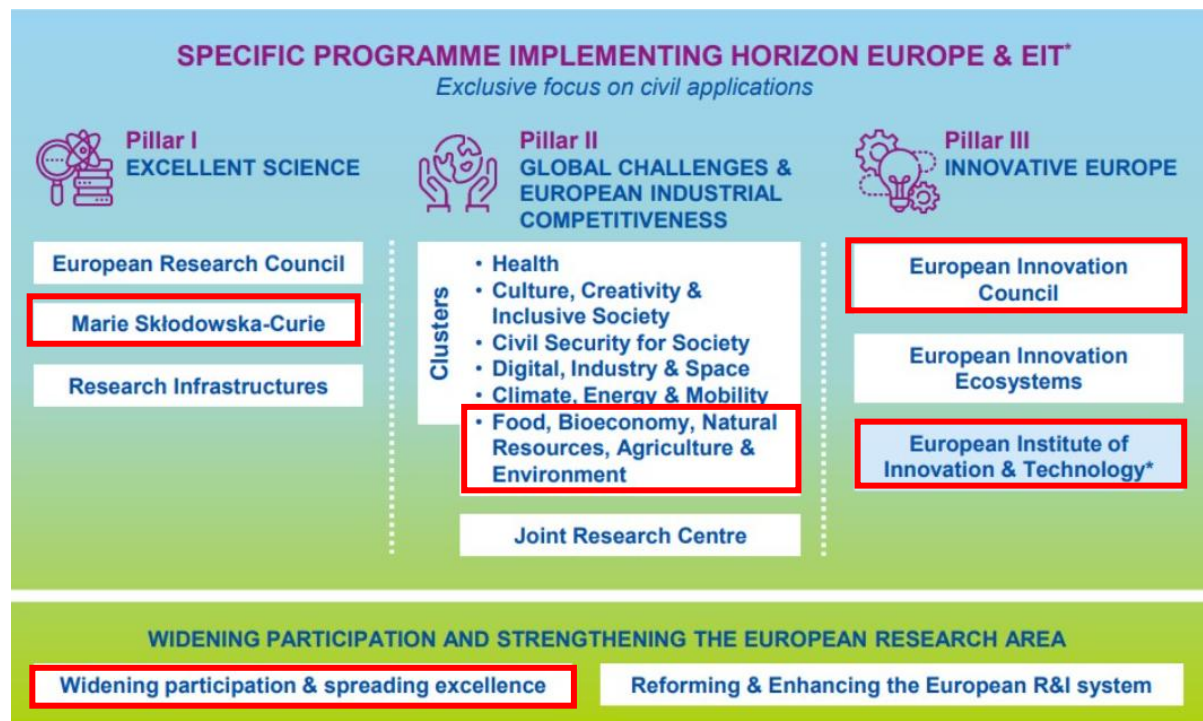 SPECIFIC PROGRAMME IMPLEMENTING HORIZON EUROPE & EIT*
Exclusive focus on civil applications
Pillar I
EXCELLENT SCIENCE
European Research Council
Marie Skłodowska-Curie
Research Infrastructures
Pillar II
GLOBAL CHALLENGES &
EUROPEAN INDUSTRIAL
COMPETITIVENESS
Clusters
• Health
• Culture, Creativity &
Inclusive Society
• Civil Security for Society
• Digital, Industry & Space
• Climate, Energy & Mobility
• Food, Bioeconomy, Natural
Resources, Agriculture &
Environment
Joint Research Centre
Pillar III
INNOVATIVE EUROPE
European Innovation
Council
European Innovation
Ecosystems
European Institute of
Innovation & Technology*
WIDENING PARTICIPATION AND STRENGTHENING THE EUROPEAN RESEARCH AREA
Widening participation & spreading excellence
Reforming & Enhancing the European R&I system